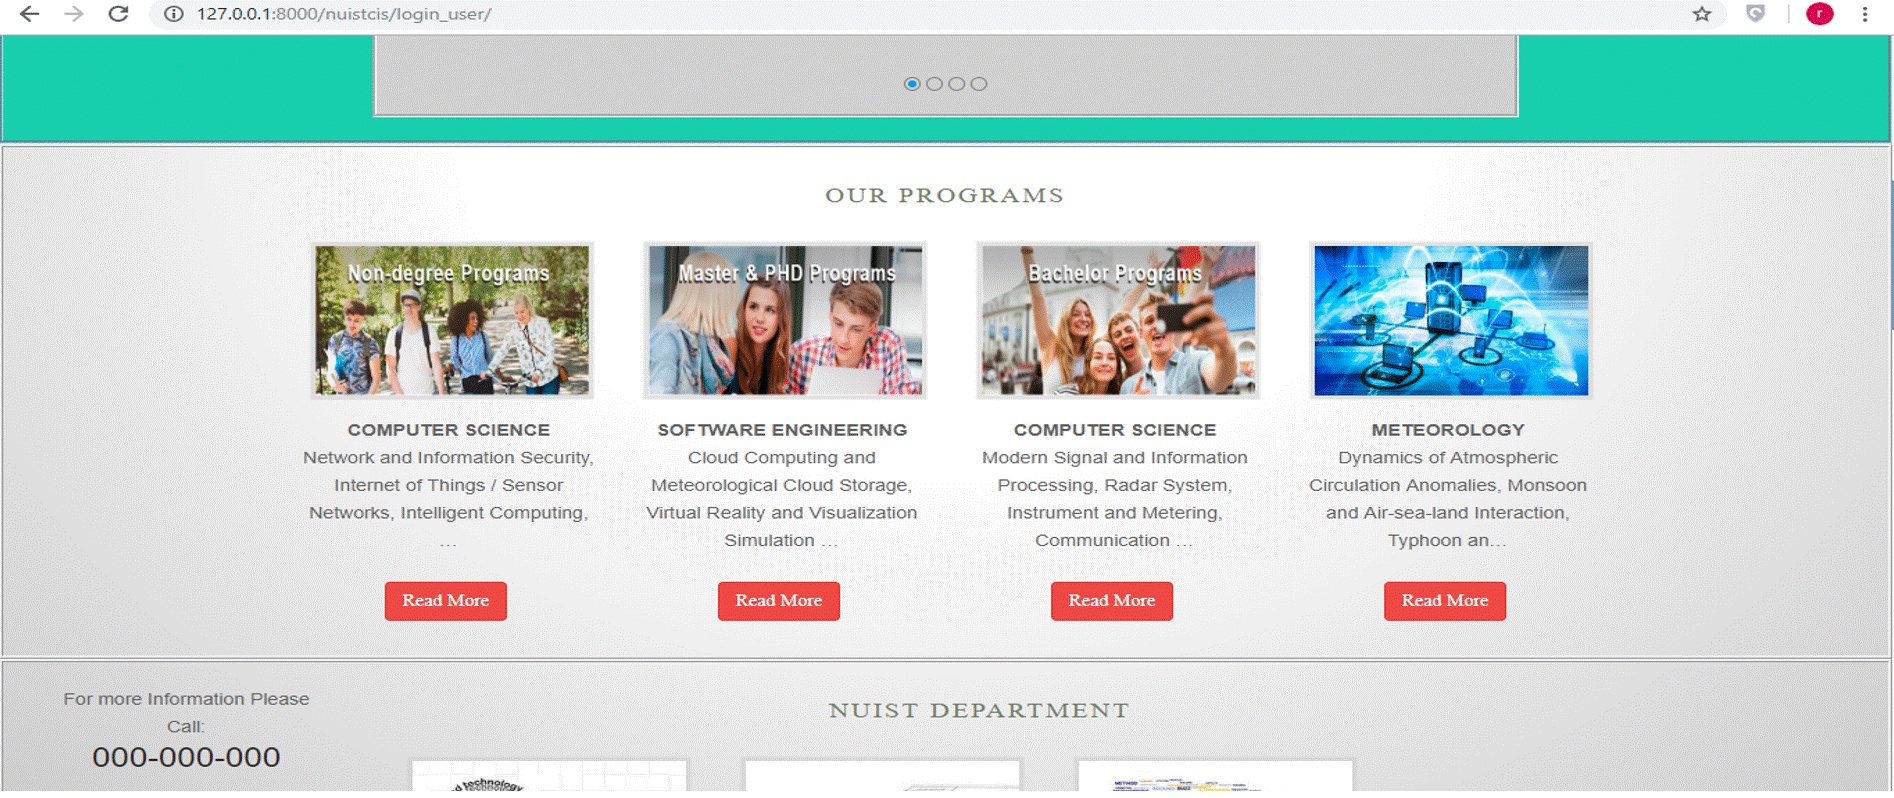 127.0.0.1:8000/nuistcis/login_user/
r
OUR PROGRAMS
Non-degree Programs
Master & PHD Programs
Bachelor Programs
COMPUTER SCIENCE
Network and Information Security,
Internet of Things / Sensor
Networks, Intelligent Computing,
...
Read More
SOFTWARE ENGINEERING
Cloud Computing and
Meteorological Cloud Storage,
Virtual Reality and Visualization
Simulation ...
Read More
COMPUTER SCIENCE
Modern Signal and Information
Processing, Radar System,
Instrument and Metering,
Communication ...
Read More
METEOROLOGY
Dynamics of Atmospheric
Circulation Anomalies, Monsoon
and Air-sea-land Interaction,
Typhoon an...
Read More
For more Information Please
Call:
000-000-000
NUIST DEPARTMENT
technology
METHOD